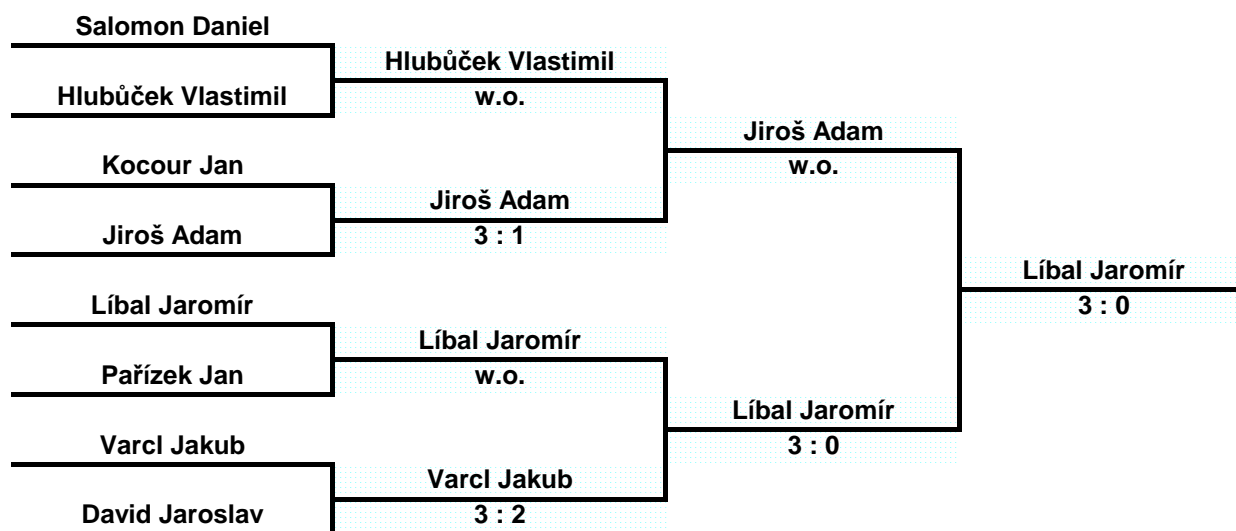 Salomon Daniel
Hlubůček Vlastimil
Hlubůček Vlastimil
w.o.
Jiroš Adam
w.o.
Kocour Jan
Jiroš Adam
3 : 1
Jiroš Adam
Líbal Jaromír
3 : 0
Líbal Jaromír
Líbal Jaromír
w.o.
Pařízek Jan
Líbal Jaromír
3 : 0
Varcl Jakub
Varcl Jakub
3 : 2
David Jaroslav